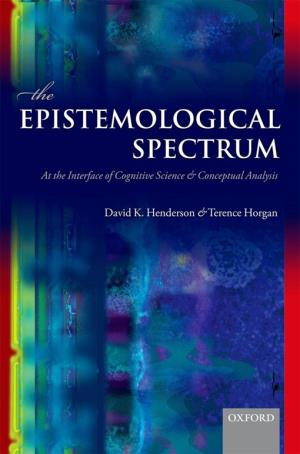 the
EPISTEMOLOGICAL
SPECTRUM
At the Interface of Cognitive Science & Conceptual Analysis
David K. Henderson & Terence Horgan
OXFORD